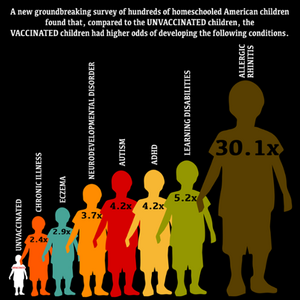 A new groundbreaking survey of hundreds of homeschooled American children
found that, compared to the UNVACCINATED children, the
VACCINATED children had higher odds of developing the following conditions.
UNVACCINATED
CHRONIC ILLNESS
2.4x
ECZEMA
2.9x
NEURODEVELOPMENTAL DISORDER
3.7x
AUTISM
4.2x
ADHD
4.2x
LEARNING DISABILITIES
5.2x
ALLERGIC
RHINITIS
30.1x